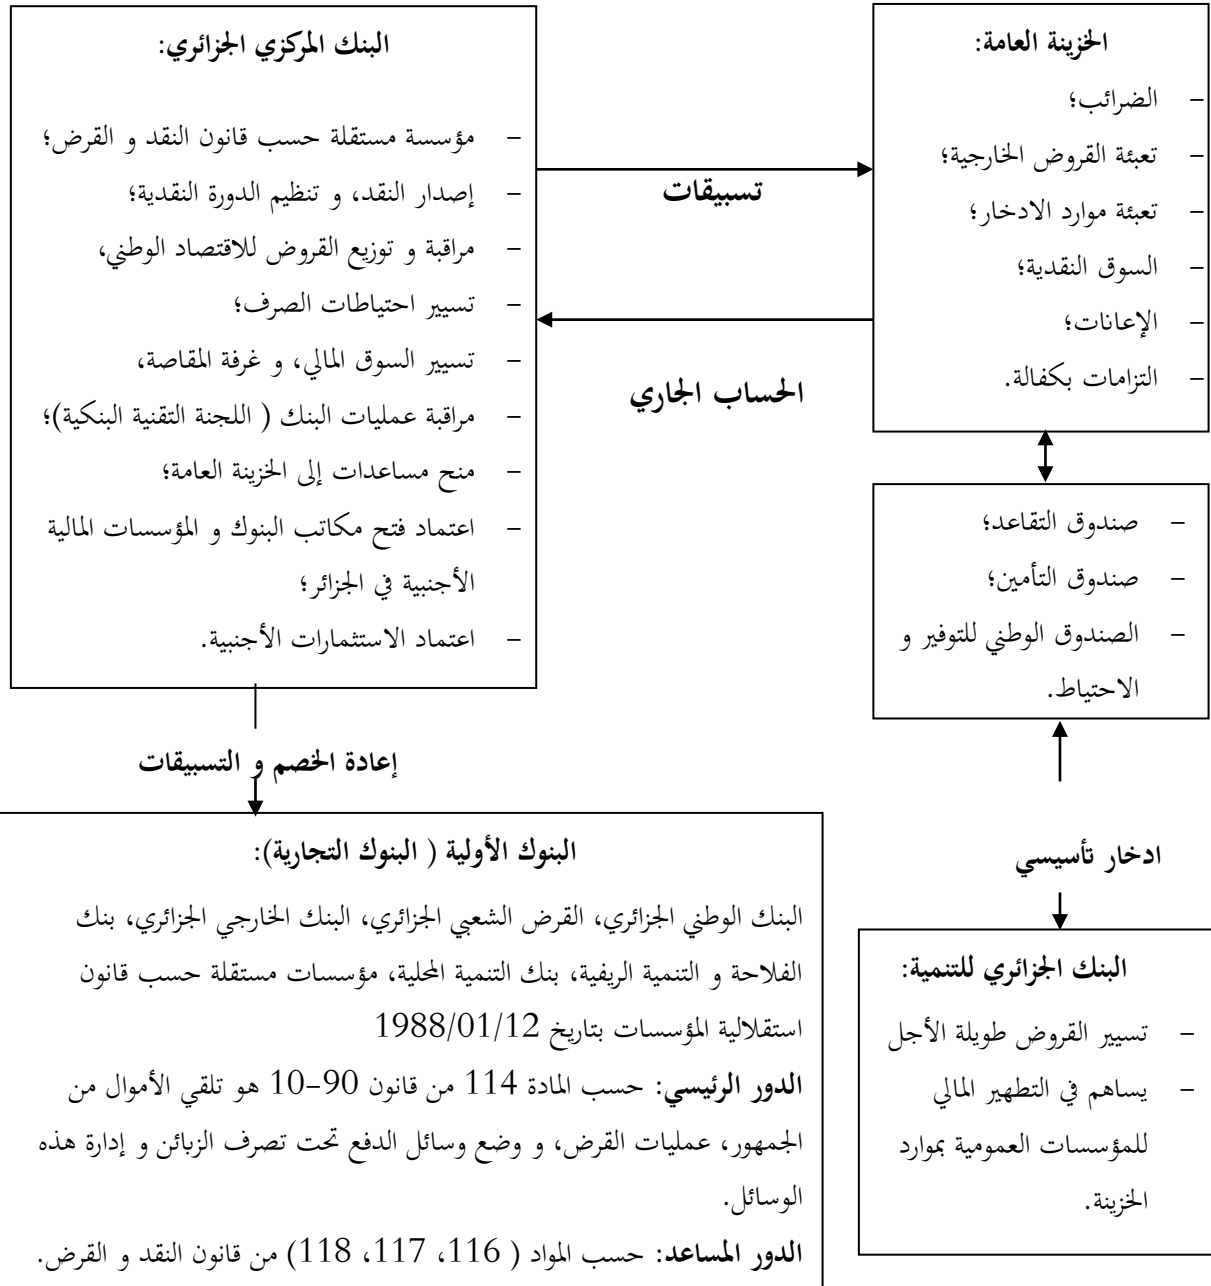 الخزينة العامة:
- الضرائب؛
- تعبئة القروض الخارجية؛
- تعبئة موارد الادخار؛
- السوق النقدية؛
- الإعانات؛
- التزامات بكفالة.
تسبيقات
الحساب الجاري
البنك المركزي الجزائري:
- مؤسسة مستقلة حسب قانون النقد و القرض؛
- إصدار النقد، و تنظيم الدورة النقدية؛
- مراقبة و توزيع القروض للاقتصاد الوطني،
- تسيير احتياطات الصرف؛
- تسيير السوق المالي، و غرفة المقاصة،
- مراقبة عمليات البنك ( اللجنة التقنية البنكية)؛
- منح مساعدات إلى الخزينة العامة؛
- اعتماد فتح مكاتب البنوك و المؤسسات المالية
الأجنبية في الجزائر؛
- اعتماد الاستثمارات الأجنبية.
- صندوق التقاعد؛
- صندوق التأمين؛
- الصندوق الوطني للتوفير و
الاحتياط.
إعادة الخصم و التسبيقات
ادخار تأسيسي
البنك الجزائري للتنمية:
- تسيير القروض طويلة الأجل
- يساهم في التطهير المالي
للمؤسسات العمومية بموارد
الخزينة.
البنوك الأولية ( البنوك التجارية):
البنك الوطني الجزائري، القرض الشعبي الجزائري، البنك الخارجي الجزائري، بنك
الفلاحة و التنمية الريفية، بنك التنمية المحلية، مؤسسات مستقلة حسب قانون
استقلالية المؤسسات بتاريخ 1988/01/12
الدور الرئيسي: حسب المادة 114 من قانون 90-10 هو تلقي الأموال من
الجمهور، عمليات القرض، و وضع وسائل الدفع تحت تصرف الزبائن و إدارة هذه
الوسائل.
الدور المساعد: حسب المواد ( 116، 117، 118) من قانون النقد و القرض.